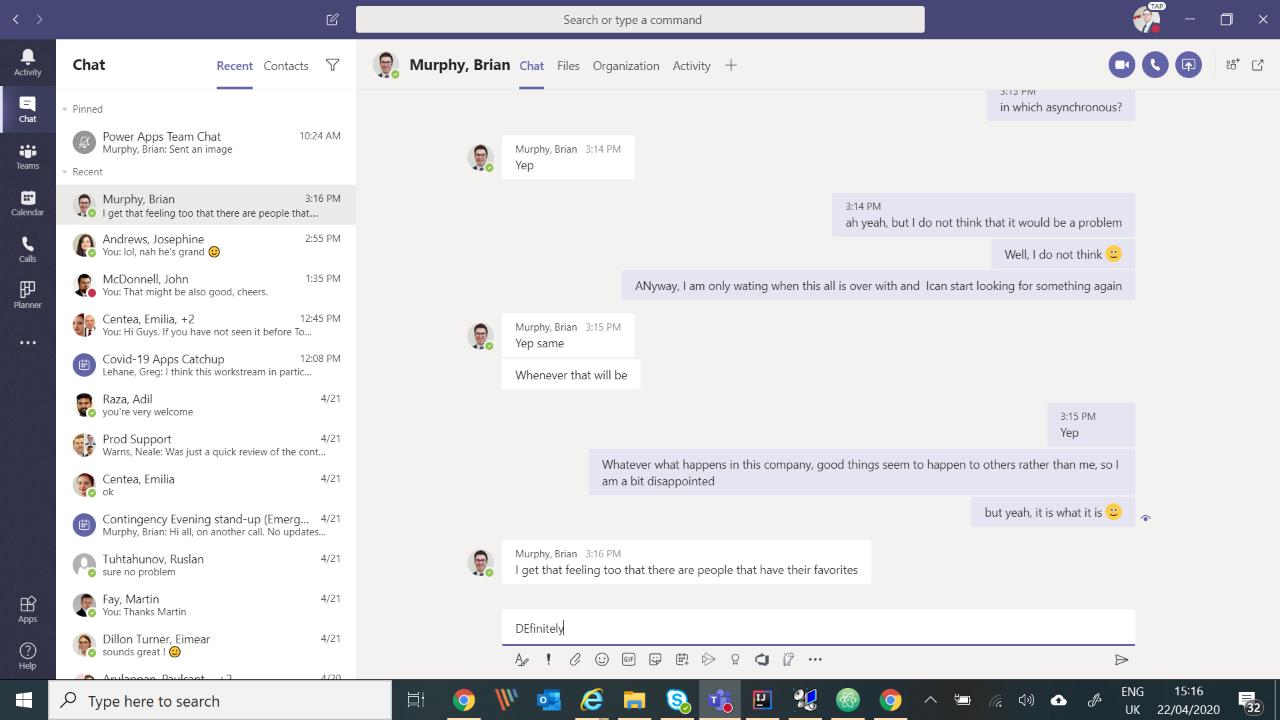 Search or type a command
TAP
Activity
Chat
Teams
Calendar
Calls
Planner
Apps
Help
Chat
Recent
Contacts
Pinned
Power Apps Team Chat
10:24 AM
Murphy, Brian: Sent an image
Recent
Murphy, Brian
3:16 PM
I get that feeling too that there are people that...
Andrews, Josephine
2:55 PM
You: lol, nah he's grand
McDonnell, John
1:35 PM
You: That might be also good, cheers.
Centea, Emilia, +2
12:45 PM
You: Hi Guys. If you have not seen it before To...
Covid-19 Apps Catchup
12:08 PM
Lehane, Greg: I think this workstream in partic...
Raza, Adil
4/21
you're very welcome
Prod Support
4/21
Warns, Neale: Was just a quick review of the cont...
Centea, Emilia
4/21
ok
Contingency Evening stand-up (Emerg...
4/21
Murphy, Brian: Hi all, on another call. No updates...
Tuhtahunov, Ruslan
4/21
sure no problem
Fay, Martin
4/21
You: Thanks Martin
Dillon Turner, Eimear
4/21
sounds great !
Murphy, Brian
Chat
Files
Organization
Activity
3:13 PM
in which asynchronous?
Murphy, Brian 3:14 PM
Yep
3:14 PM
ah yeah, but I do not think that it would be a problem
Well, I do not think
ANyway, I am only wating when this all is over with and Ican start looking for something again
Murphy, Brian 3:15 PM
Yep same
Whenever that will be
3:15 PM
Yep
Whatever what happens in this company, good things seem to happen to others rather than me, so I
am a bit disappointed
but yeah, it is what it is
Murphy, Brian 3:16 PM
I get that feeling too that there are people that have their favorites
DEfinitely
GIF
Type here to search
ENG
UK
15:16
22/04/2020
32